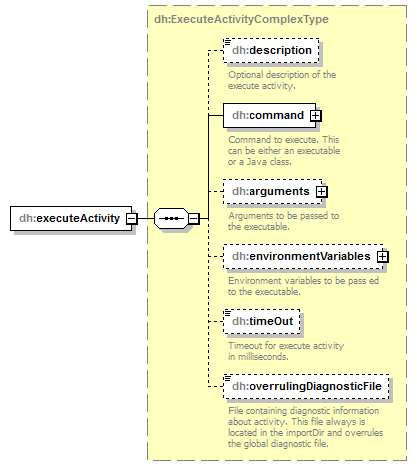 dh:ExecuteActivityComplexType
dh:description
Optional description of the
execute activity.
dh:command
Command to execute. This
can be either an executable
or a Java class.
dh:arguments
Arguments to be passed to
the executable.
dh:executeActivity
dh:environmentVariables
Environment variables to be pass ed
to the executable.
dh:timeOut
Timeout for execute activity
in milliseconds.
dh:overrulingDiagnosticFile
File containing diagnostic information
about activity. This file always is
located in the importDir and overrules
the global diagnostic file.